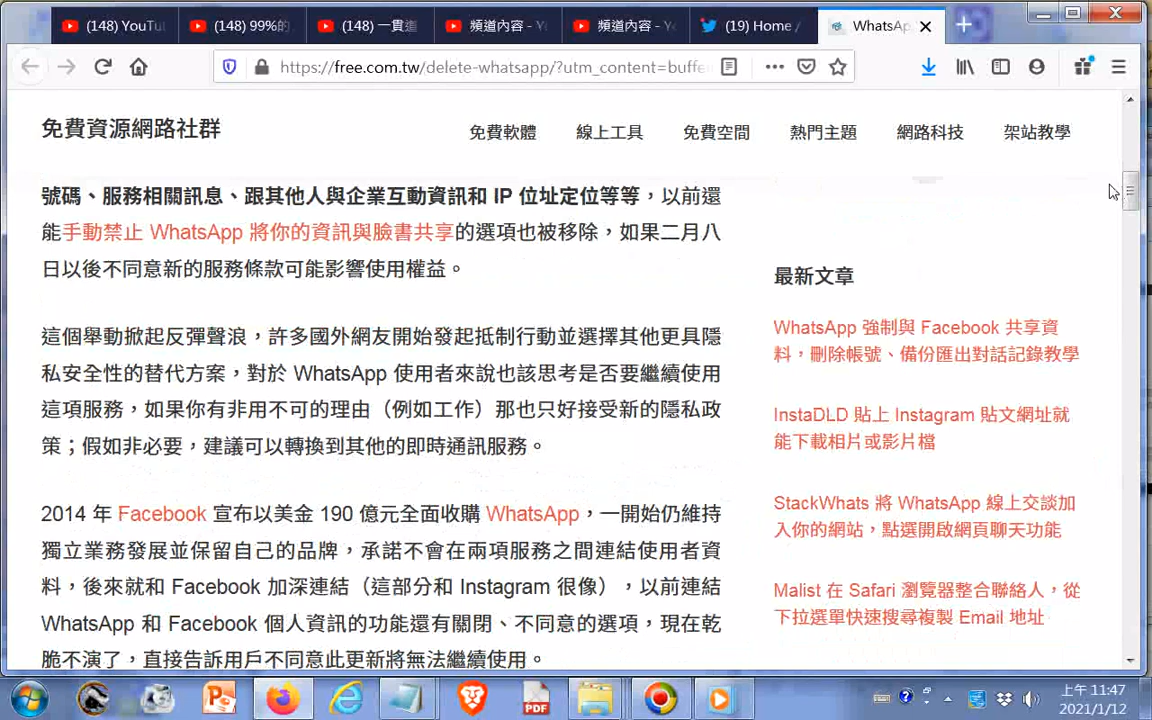 (148) YouTu
(148) 99%的
(148) 一貫道
頻道內容 - Yo
頻道內容 - Yo
(19) Home /
WhatsAp
https://free.com.tw/delete-whatsapp/?utm_content=buffe
免費資源網路社群
免費軟體
線上工具
免費空間
熱門主題
網路科技
架站教學
號碼、服務相關訊息、跟其他人與企業互動資訊和 IP 位址定位等等，以前還
能手動禁止 WhatsApp 將你的資訊與臉書共享的選項也被移除，如果二月八
日以後不同意新的服務條款可能影響使用權益。
這個舉動掀起反彈聲浪，許多國外網友開始發起抵制行動並選擇其他更具隱
私安全性的替代方案，對於 WhatsApp 使用者來說也該思考是否要繼續使用
這項服務，如果你有非用不可的理由（例如工作）那也只好接受新的隱私政
策；假如非必要，建議可以轉換到其他的即時通訊服務。
2014 年 Facebook 宣布以美金 190 億元全面收購 WhatsApp，一開始仍維持
獨立業務發展並保留自己的品牌，承諾不會在兩項服務之間連結使用者資
料，後來就和 Facebook 加深連結（這部分和 Instagram 很像），以前連結
WhatsApp 和 Facebook 個人資訊的功能還有關閉、不同意的選項，現在乾
脆不演了，直接告訴用戶不同意此更新將無法繼續使用。
最新文章
WhatsApp 強制與 Facebook 共享資
料，刪除帳號、備份匯出對話記錄教學
InstaDLD 貼上 Instagram 貼文網址就
能下載相片或影片檔
StackWhats 將 WhatsApp 線上交談加
入你的網站，點選開啟網頁聊天功能
Malist 在 Safari 瀏覽器整合聯絡人，從
下拉選單快速搜尋複製 Email 地址
PDF
上午 11:47
2021/1/12